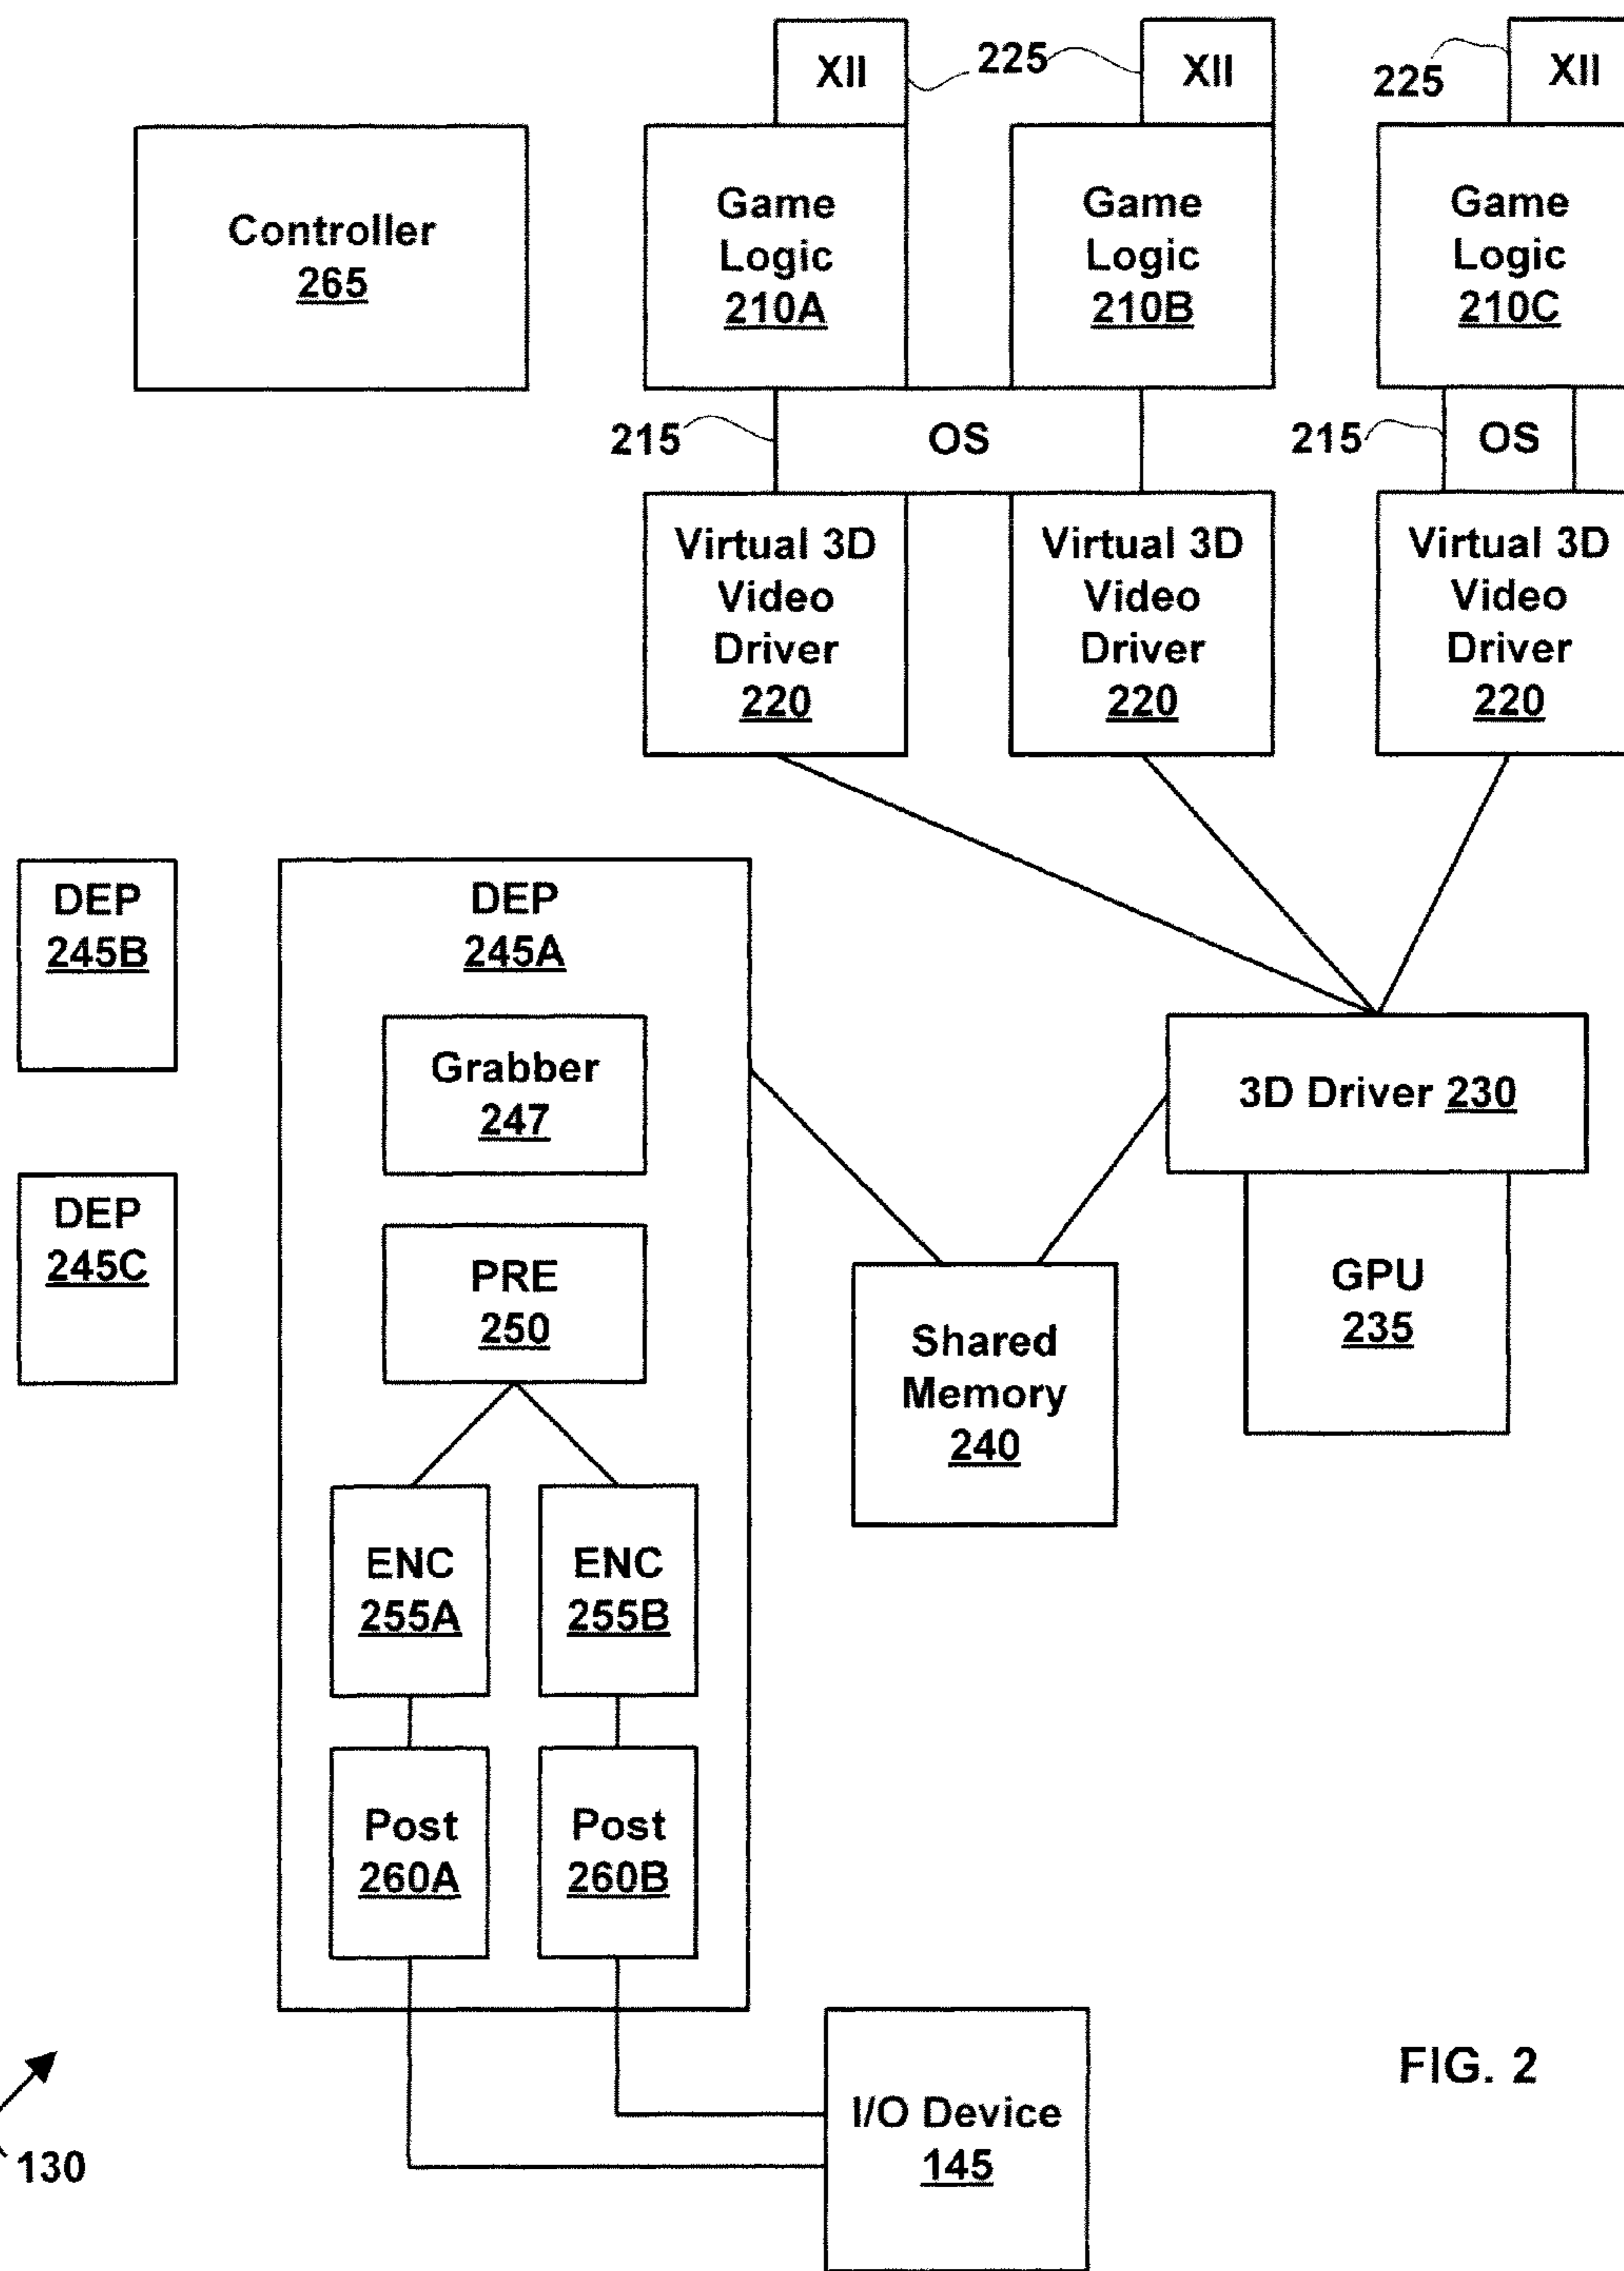 XII
225
XII
225
XII
Controller
265
Game
Logic
210A
Game
Logic
210B
Game
Logic
210C
215
OS
215
OS
Virtual 3D
Video
Driver
220
Virtual 3D
Video
Driver
220
Virtual 3D
Video
Driver
220
DEP
245B
DEP
245A
Grabber
247
3D Driver 230
DEP
245C
PRE
250
GPU
235
Shared
Memory
240
ENC
255A
ENC
255B
Post
260A
Post
260B
I/O Device
145
FIG. 2
130